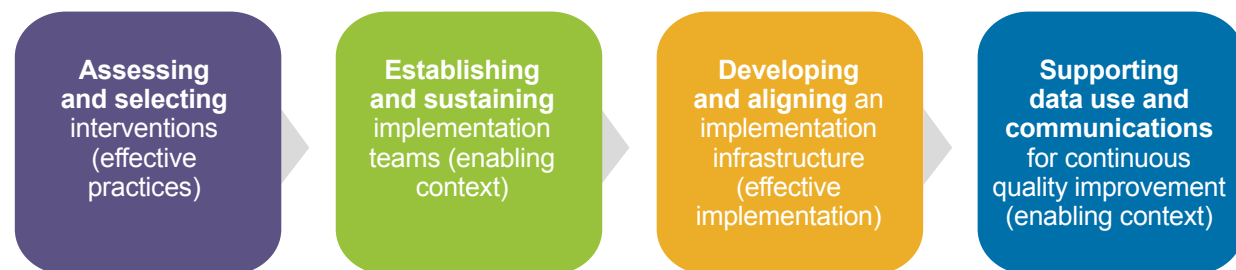 Assessing
and selecting
interventions
(effective
practices)
Establishing
and sustaining
implementation
teams (enabling
context)
Developing
and aligning an
implementation
infrastructure
(effective
implementation)
Supporting
data use and
communications
for continuous
quality improvement
(enabling context)